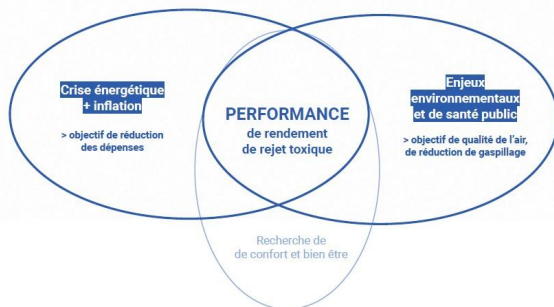 Crise énergétique
+ inflation
> objectif de réduction
des dépenses
PERFORMANCE
de rendement
de rejet toxique
Enjeux
environnementaux
et de santé public
> objectif de qualité de l'air,
de réduction de gaspillage
Recherche de
de confort et bien être